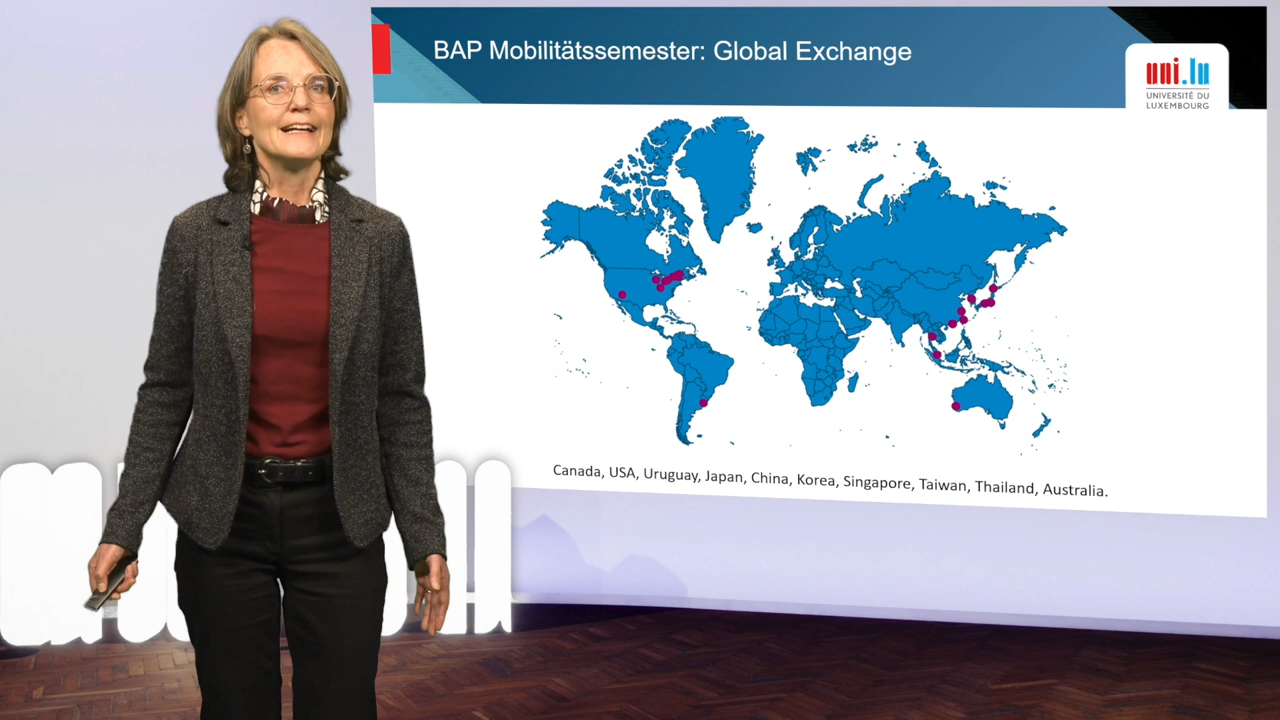 BAP Mobilitätssemester: Global Exchange
uni.lu
UNIVERSITÉ DU
LUXEMBOURG
Canada, USA, Uruguay, Japan, China, Korea, Singapore, Taiwan, Thailand, Australia.